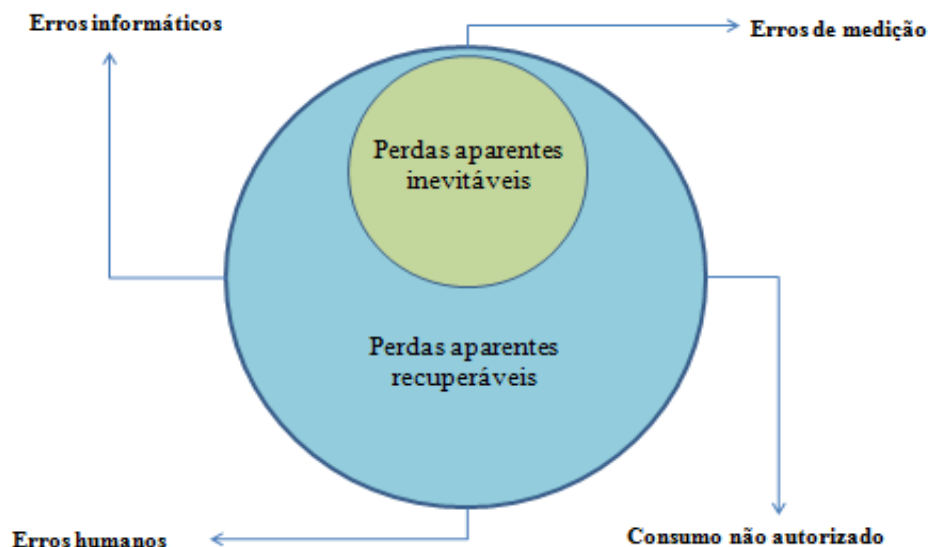 Erros informáticos
Erros de medição
Perdas aparentes
inevitáveis
Perdas aparentes
recuperáveis
Erros humanos
Consumo não autorizado